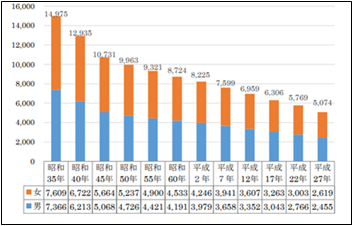 16,000
14,000
12,000
10,000
8,000
6,000
4,000
2,000
0
14,975 12,935 10,731 9,963 9,321 8,724 8,225 7,599 6,959 6,306 5,769 5,074
昭和35年 昭和40年 昭和45年 昭和50年 昭和55年 昭和60年 平成2年 平成7年 平成12年 平成17年 平成22年 平成27年
女 7,609 6,722 5,664 5,237 4,900 4,533 4,246 3,941 3,607 3,263 3,003 2,619
男 7,366 6,213 5,068 4,726 4,421 4,191 3,979 3,658 3,352 3,043 2,766 2,455